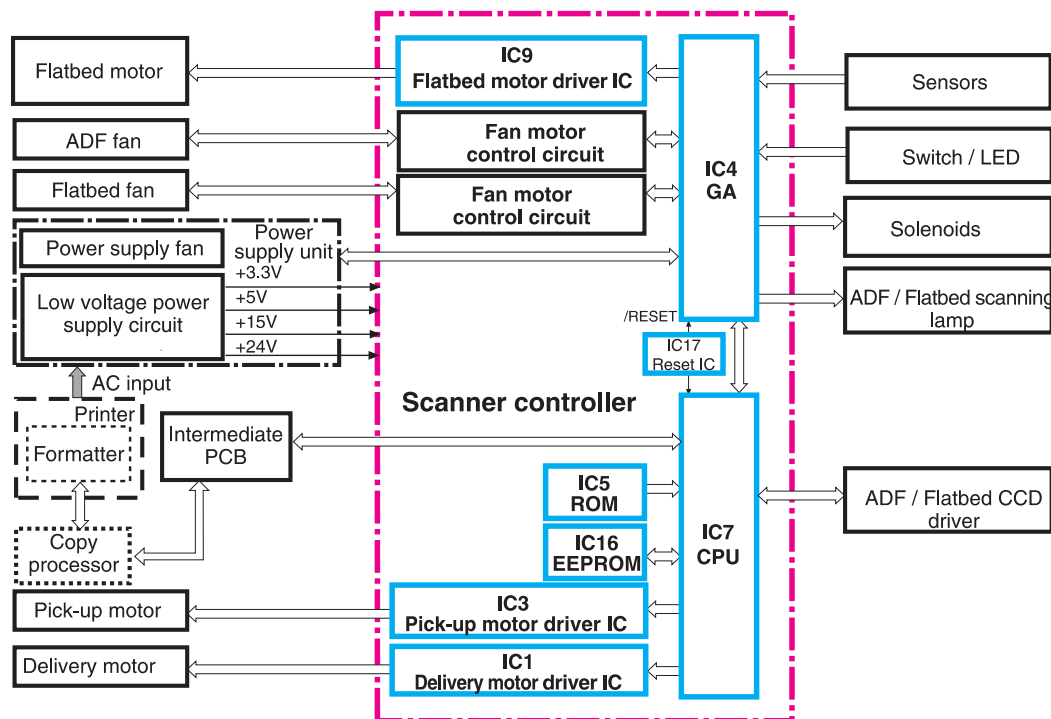 Flatbed motor
ADF fan
Flatbed fan
Power supply fan
Power
supply unit
Low voltage power
supply circuit
+3.3V
+5V
+15V
+24V
AC input
Printer
Formatter
Intermediate
PCB
Copy
processor
Pick-up motor
Delivery motor
IC9
Flatbed motor driver IC
Fan motor
control circuit
Fan motor
control circuit
IC4
GA
/RESET
IC17
Reset IC
Scanner controller
IC5
ROM
IC16
EEPROM
IC7
CPU
IC3
Pick-up motor driver IC
IC1
Delivery motor driver IC
Sensors
Switch / LED
Solenoids
ADF / Flatbed scanning
lamp
ADF / Flatbed CCD
driver